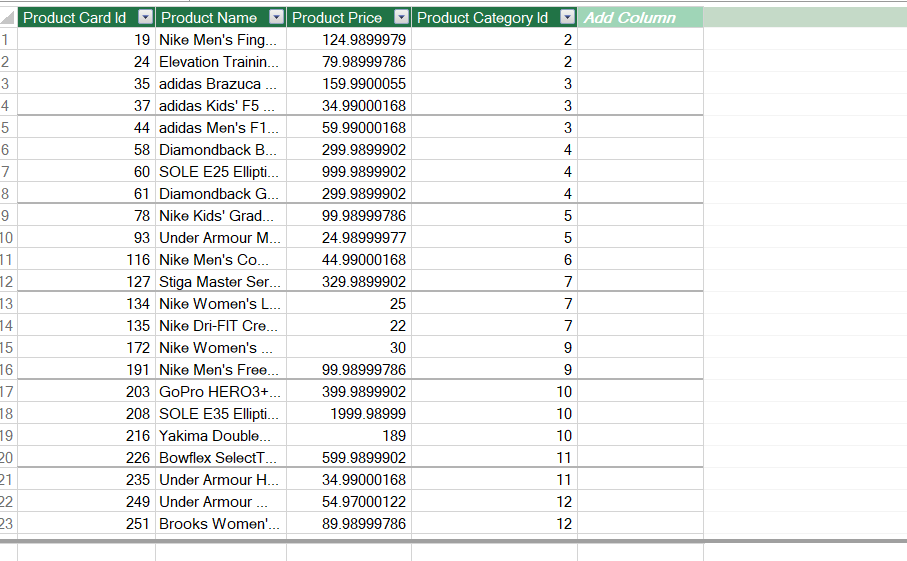 Product Card Id Product Name Product Price Product Category Id Add Column
1 19 Nike Men's Fing... 124.9899979 2
2 24 Elevation Trainin... 79.98999786 2
3 35 adidas Brazuca ... 159.9900055 3
4 37 adidas Kids' F5 ... 34.99000168 3
5 44 adidas Men's F1... 59.99000168 3
6 58 Diamondback B... 299.9899902 4
7 60 SOLE E25 Ellipti... 999.9899902 4
8 61 Diamondback G... 299.9899902 4
9 78 Nike Kids' Grad... 99.98999786 5
10 93 Under Armour M... 24.98999977 5
11 116 Nike Men's Co... 44.99000168 6
12 127 Stiga Master Ser... 329.9899902 7
13 134 Nike Women's L... 25 7
14 135 Nike Dri-FIT Cre... 22 7
15 172 Nike Women's ... 30 9
16 191 Nike Men's Free... 99.98999786 9
17 203 GoPro HERO3+... 399.9899902 10
18 208 SOLE E35 Ellipti... 1999.98999 10
19 216 Yakima Double... 189 10
20 226 Bowflex SelectT... 599.9899902 11
21 235 Under Armour H... 34.99000168 11
22 249 Under Armour ... 54.97000122 12
23 251 Brooks Women'... 89.98999786 12